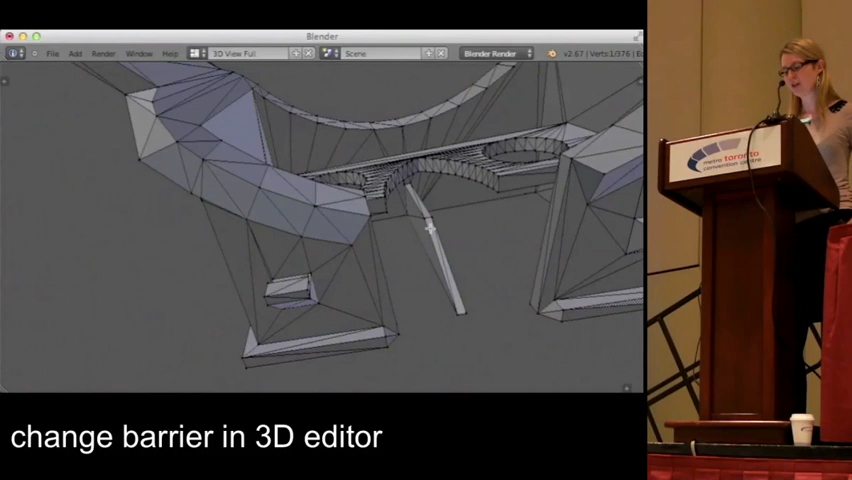 Blender
File Add Render Window Help 3D View Full Scene Blender Render v2.67 | Verts:1/376 | Ed
metro toronto
convention centre
change barrier in 3D editor